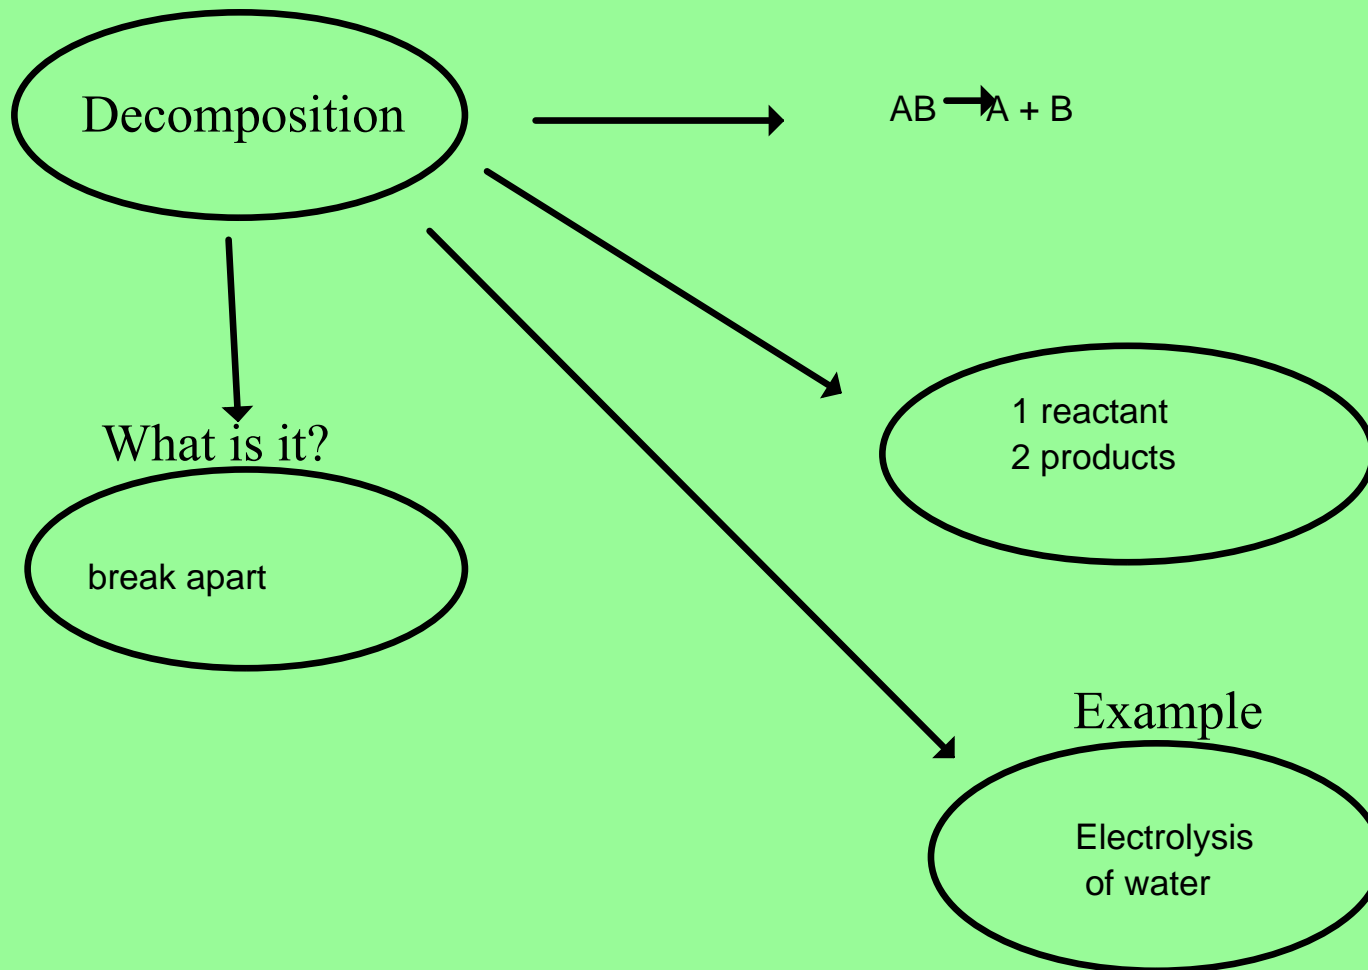 Decomposition
AB → A + B
What is it?
break apart
1 reactant
2 products
Example
Electrolysis
of water